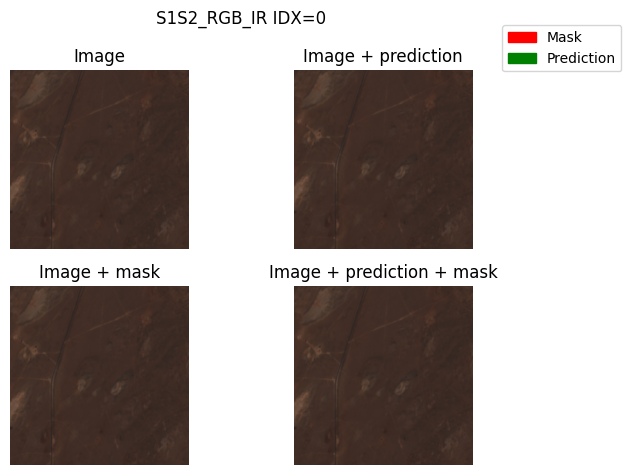 S1S2_RGB_IR IDX=0
Mask
Prediction
Image
Image + prediction
Image + mask
Image + prediction + mask